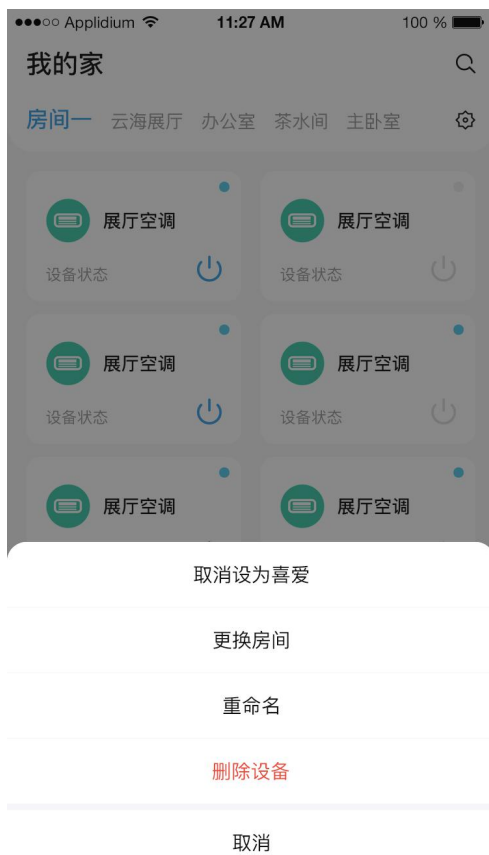 Applidium 11:27 AM 100 %
我的家
房间一 云海展厅 办公室 茶水间 主卧室
展厅空调 展厅空调
设备状态 设备状态
展厅空调 展厅空调
设备状态 设备状态
展厅空调 展厅空调
取消设为喜爱
更换房间
重命名
删除设备
取消